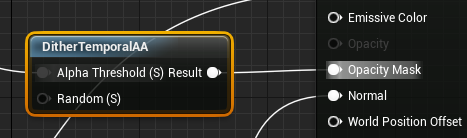 DitherTemporalAA
Alpha Threshold (S) Result
Random (S)
Emissive Color
Opacity
Opacity Mask
Normal
World Position Offset